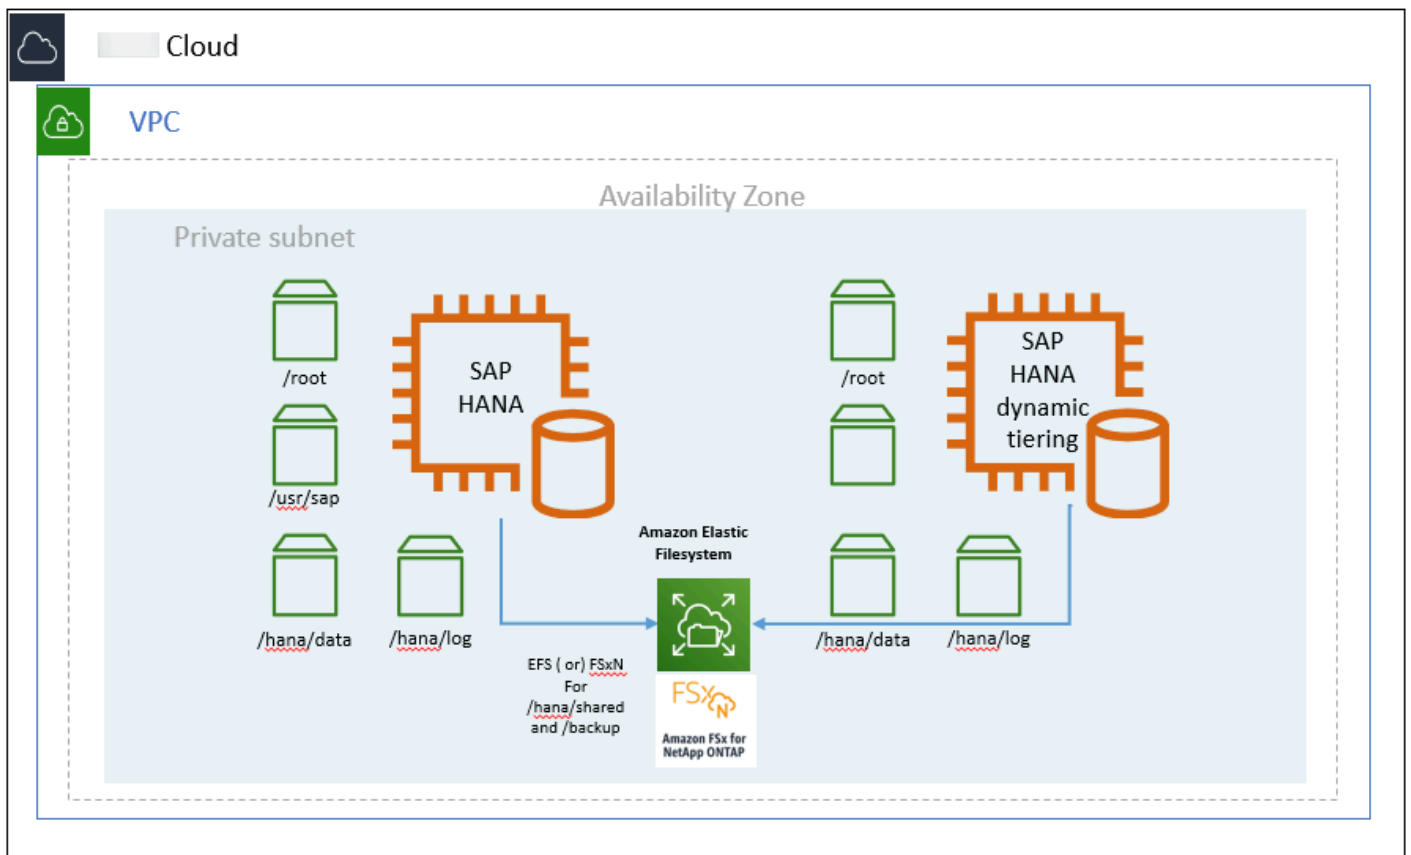 Cloud
VPC
Availability Zone
Private subnet
/root
SAP
HANA
/usr/sap
/hana/data
/hana/log
/root
SAP
HANA
dynamic
tiering
/hana/data
/hana/log
Amazon Elastic
Filesystem
EFS ( or) FSxN
For
/hana/shared
and /backup
FSx
N
Amazon FSx for
NetApp ONTAP